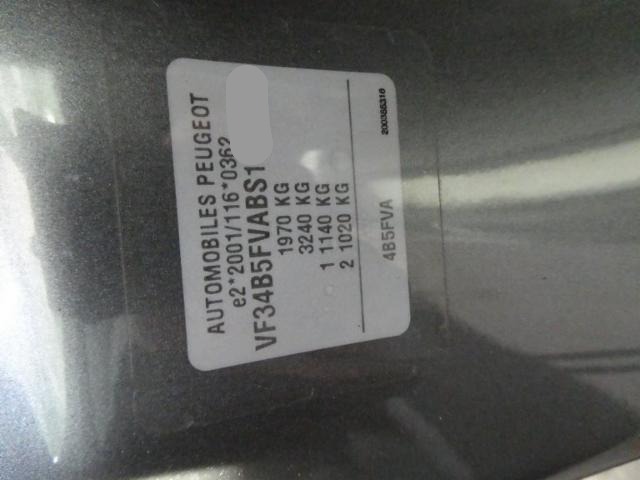 AUTOMOBILES PEUGEOT
e2*2001/116*0362
VF34B5FVABS1
1970 KG
3240 KG
1 1140 KG
2 1020 KG
4B5FVA
200385316